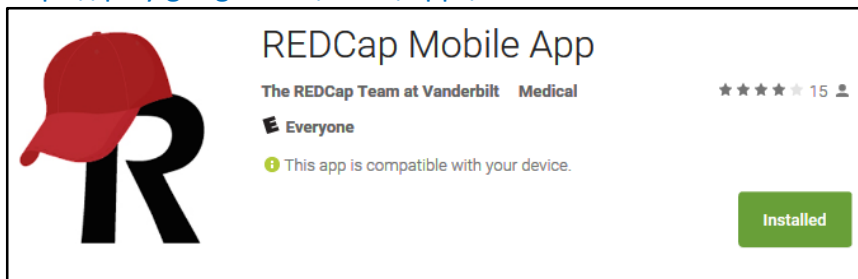 REDCap Mobile App
The REDCap Team at Vanderbilt Medical
15
E Everyone
This app is compatible with your device.
Installed
R